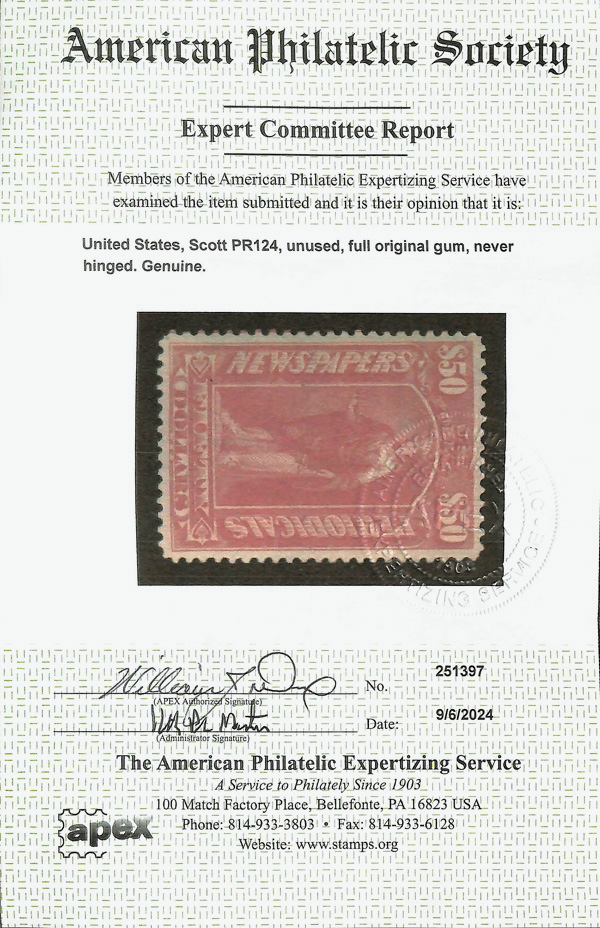 American Philatelic Society
Expert Committee Report
Members of the American Philatelic Expertizing Service have
examined the item submitted and it is their opinion that it is:
United States, Scott PR124, unused, full original gum, never
hinged. Genuine.
NEWSPAPERS
$50
$50
PERIODICALS
FIFTY
DOLLARS
1903
No. 251397
(APEX Authorized Signature)
Date: 9/6/2024
(Administrator Signature)
The American Philatelic Expertizing Service
A Service to Philately Since 1903
100 Match Factory Place, Bellefonte, PA 16823 USA
Phone: 814-933-3803 • Fax: 814-933-6128
Website: www.stamps.org
apex